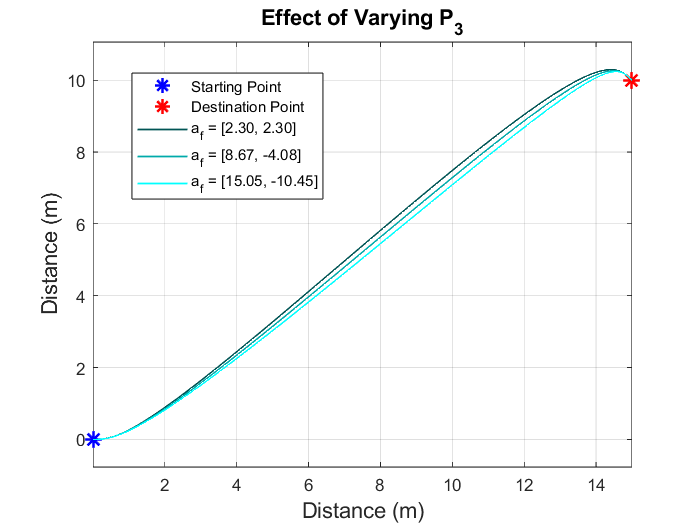 Effect of Varying P3
Starting Point
Destination Point
af = [2.30, 2.30]
af = [8.67, -4.08]
af = [15.05, -10.45]
10
8
6
4
2
0
Distance (m)
2 4 6 8 10 12 14
Distance (m)